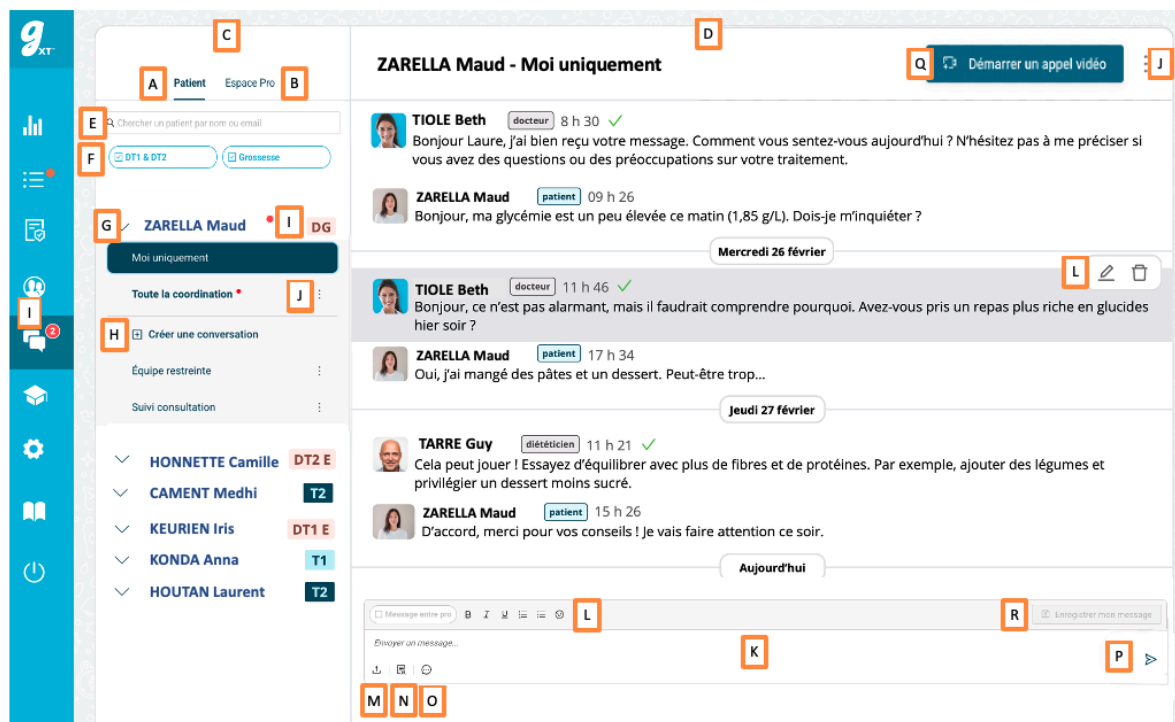 g
XT
C
D
A
Patient
Espace Pro
B
ZARELLA Maud - Moi uniquement
Q
Démarrer un appel vidéo
J
E
Chercher un patient par nom ou email
F
DT1 & DT2
Grossesse
G
ZARELLA Maud
I
DG
Moi uniquement
Toute la coordination
J
I
2
H
Créer une conversation
Équipe restreinte
Suivi consultation
HONNETTE Camille
DT2 E
CAMENT Medhi
T2
KEURIEN Iris
DT1 E
KONDA Anna
T1
HOUTAN Laurent
T2
TIOLE Beth docteur 8 h 30
Bonjour Laure, j'ai bien reçu votre message. Comment vous sentez-vous aujourd'hui ? N'hésitez pas à me préciser si
vous avez des questions ou des préoccupations sur votre traitement.
ZARELLA Maud patient 09 h 26
Bonjour, ma glycémie est un peu élevée ce matin (1,85 g/L). Dois-je m'inquiéter ?
Mercredi 26 février
L
TIOLE Beth docteur 11 h 46
Bonjour, ce n'est pas alarmant, mais il faudrait comprendre pourquoi. Avez-vous pris un repas plus riche en glucides
hier soir ?
ZARELLA Maud patient 17 h 34
Oui, j'ai mangé des pâtes et un dessert. Peut-être trop...
Jeudi 27 février
TARRE Guy diététicien 11 h 21
Cela peut jouer ! Essayez d'équilibrer avec plus de fibres et de protéines. Par exemple, ajouter des légumes et
privilégier un dessert moins sucré.
ZARELLA Maud patient 15 h 26
D'accord, merci pour vos conseils ! Je vais faire attention ce soir.
Aujourd'hui
Message entre pro
B I U
L
R
Enregistrer mon message
Envoyer un message...
K
P
M
N
O